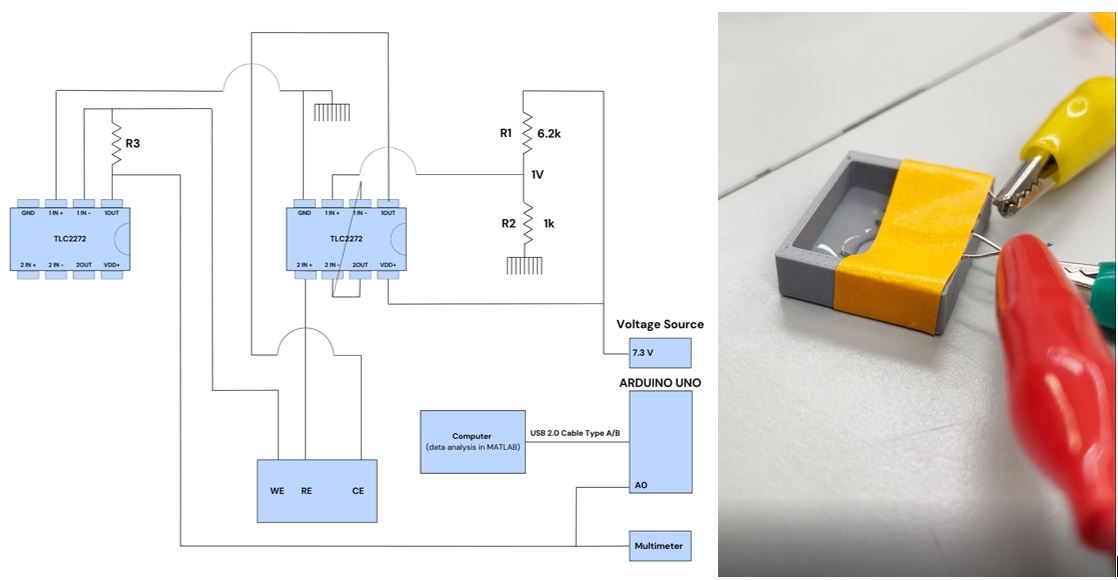 R3
GND 1 IN + 1 IN - 1OUT
TLC2272
2 IN + 2 IN - 2OUT VDD+
GND 1 IN + 1 IN - 1OUT
TLC2272
2 IN + 2 IN - 2OUT VDD+
R1 6.2k
1V
R2 1k
Voltage Source
7.3 V
ARDUINO UNO
Computer
(data analysis in MATLAB)
USB 2.0 Cable Type A/B
A0
WE RE CE
Multimeter